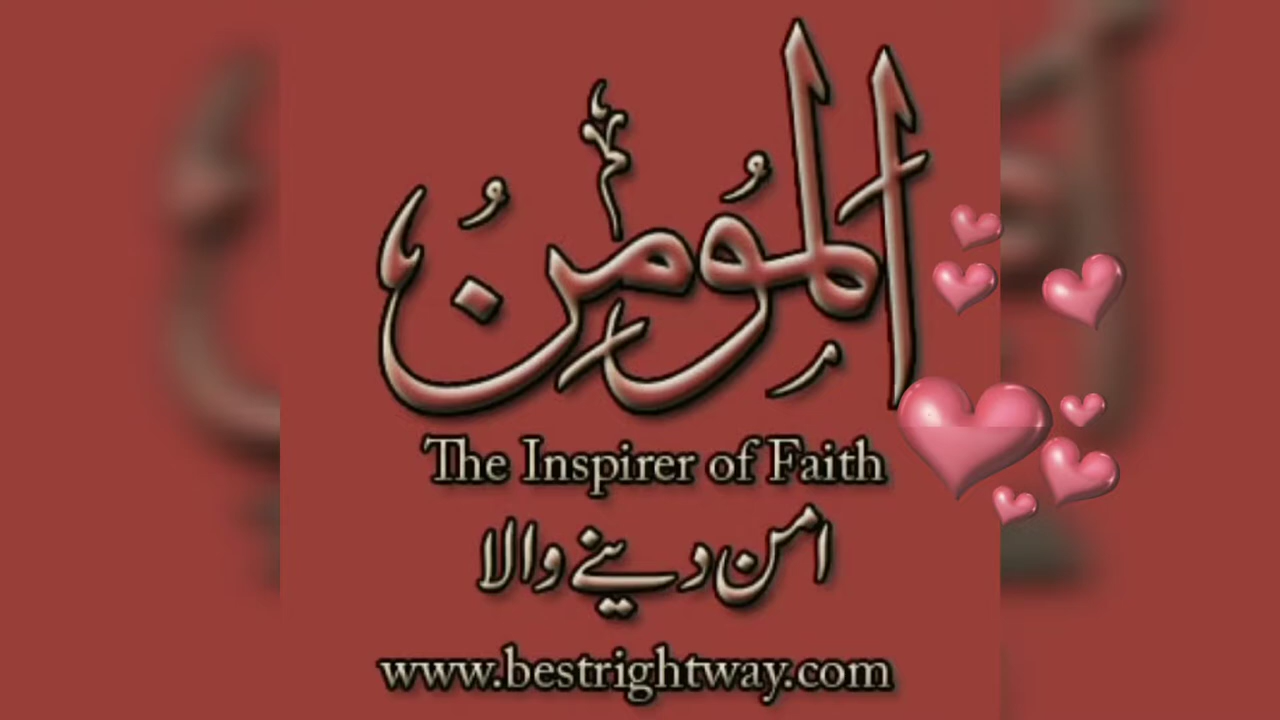 المؤمنُ
The Inspirer of Faith
امن دینے والا
www.bestrightway.com